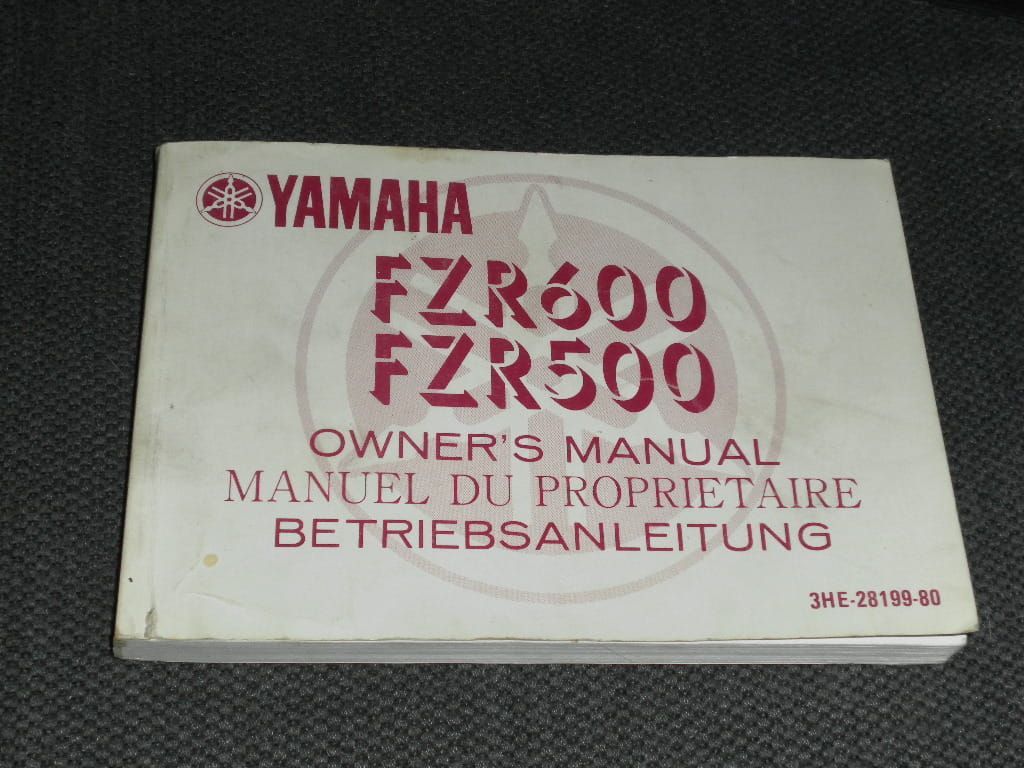 YAMAHA
FZR600
FZR500
OWNER'S MANUAL
MANUEL DU PROPRIETAIRE
BETRIEBSANLEITUNG
3HE-28199-80